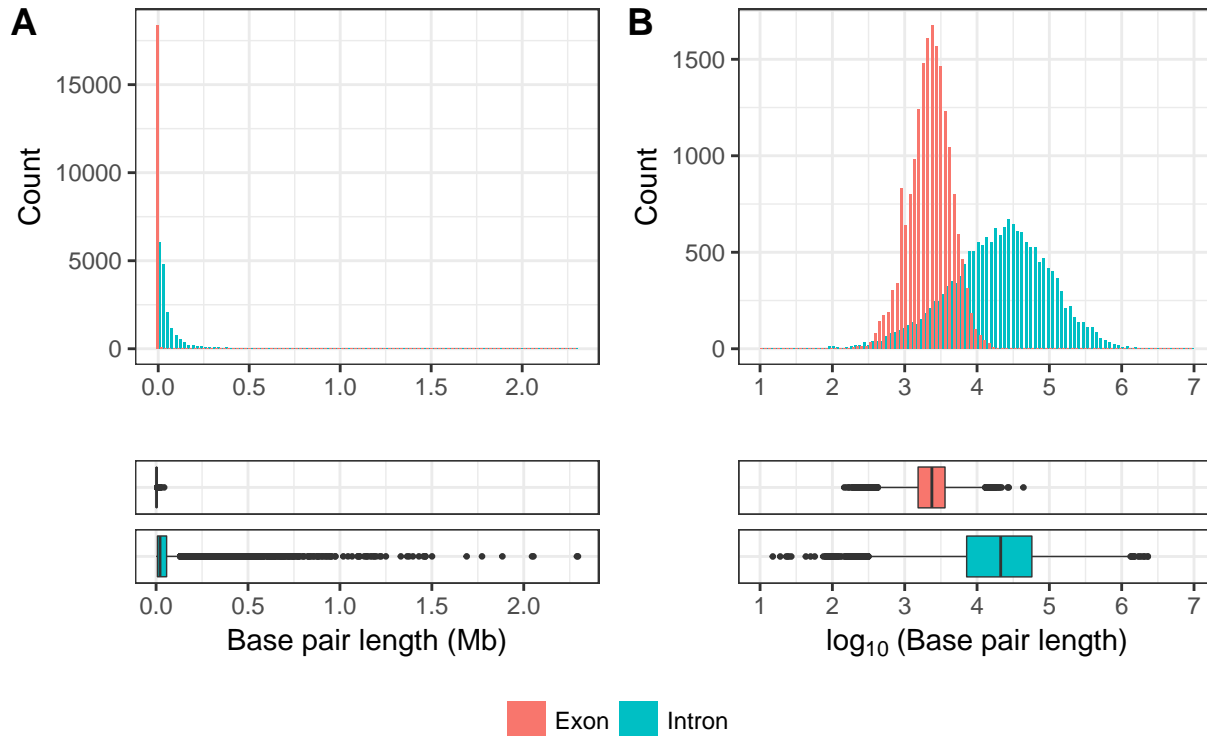 A
B
Count
15000
10000
5000
0
0.0 0.5 1.0 1.5 2.0
Count
1500
1000
500
0
1 2 3 4 5 6 7
0.0 0.5 1.0 1.5 2.0
Base pair length (Mb)
1 2 3 4 5 6 7
log₁₀ (Base pair length)
Exon Intron